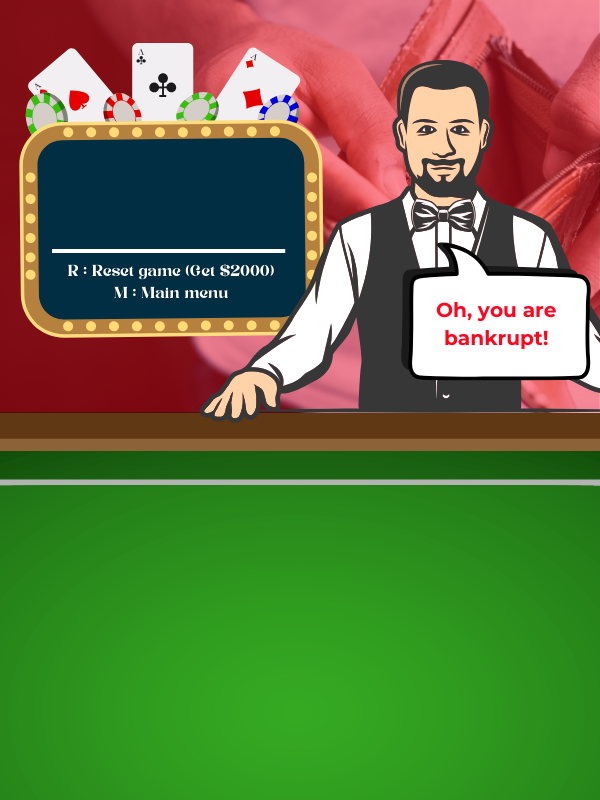 A
A
A
R : Reset game (Get $2000)
M : Main menu
Oh, you are
bankrupt!